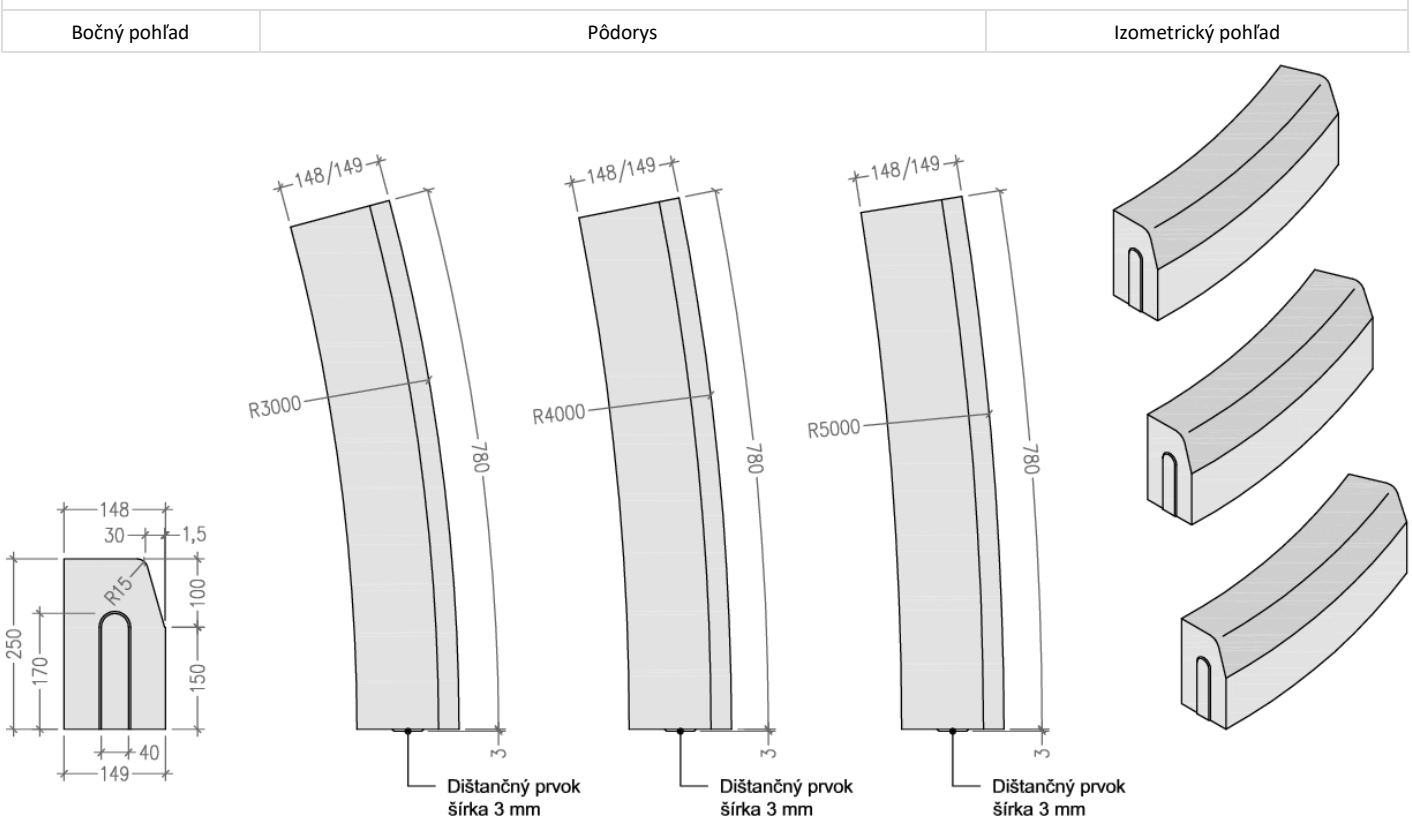 Bočný pohľad
Pôdorys
Izometrický pohľad
148/149
148/149
148/149
R3000
R4000
R5000
780
780
780
148
30
1,5
R15
100
250
170
150
40
149
3
3
3
Dištančný prvok
šírka 3 mm
Dištančný prvok
šírka 3 mm
Dištančný prvok
šírka 3 mm